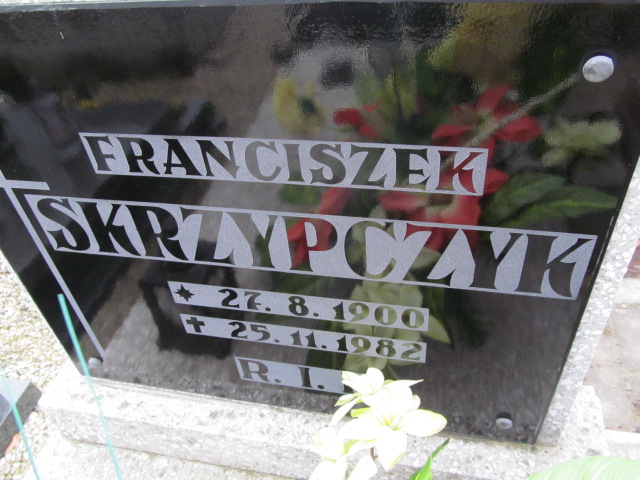 FRANCISZEK
SKRZYPCZYK
* 27. 8. 1900
✝ 25. 11. 1982
R. I.